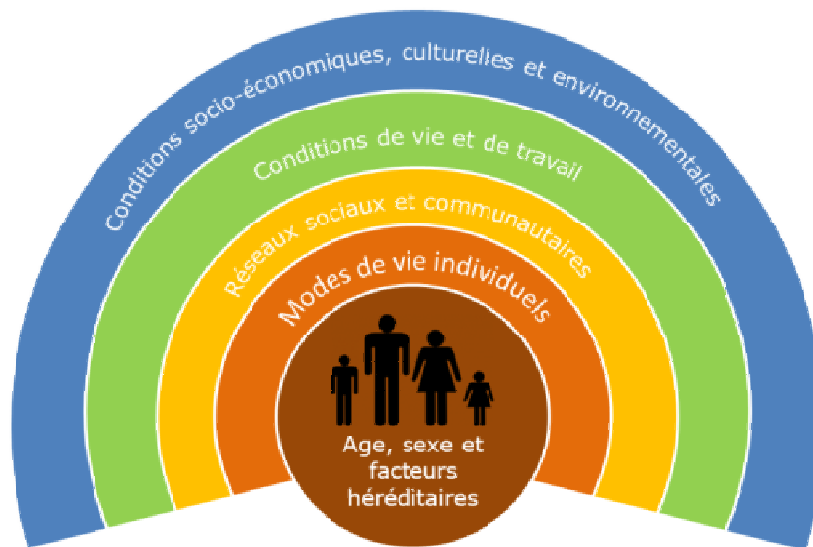 Conditions socio-économiques, culturelles et environnementales
Conditions de vie et de travail
Réseaux sociaux et communautaires
Modes de vie individuels
Age, sexe et
facteurs
héréditaires